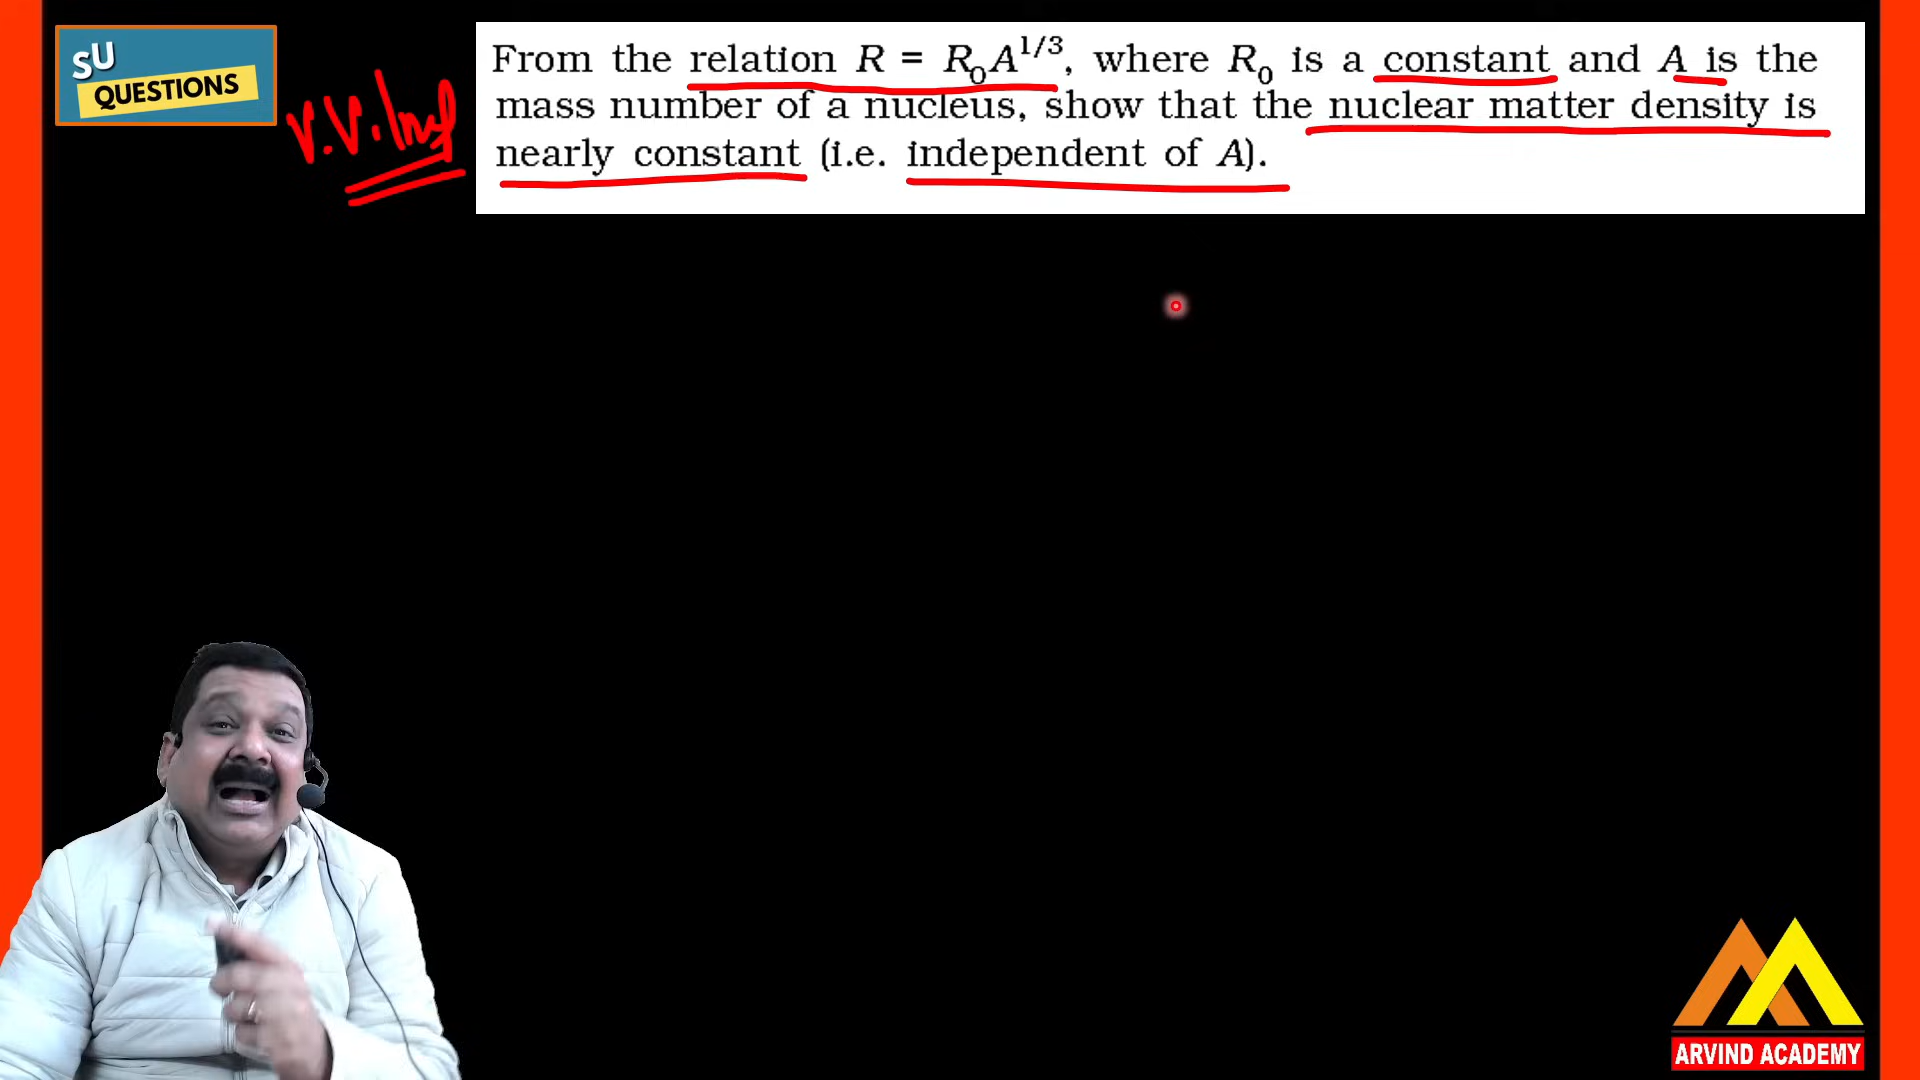 SU
QUESTIONS
V.V. Imp
From the relation R = R₀A¹/³, where R₀ is a constant and A is the
mass number of a nucleus, show that the nuclear matter density is
nearly constant (i.e. independent of A).
ARVIND ACADEMY